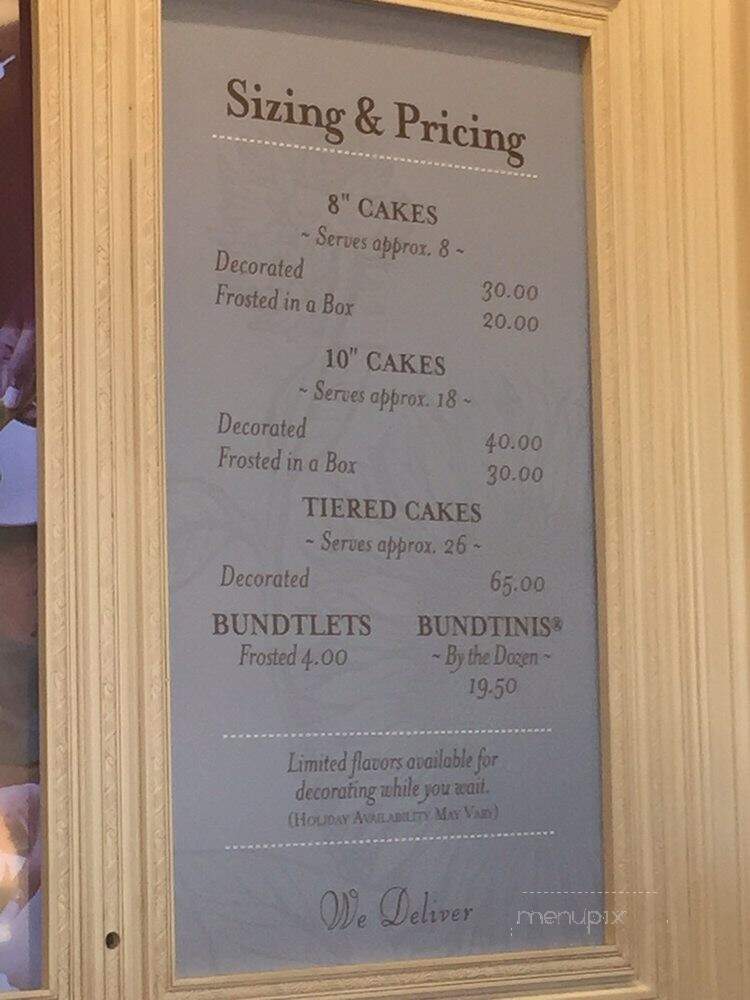 Sizing & Pricing
8" CAKES
~ Serves approx. 8 ~
Decorated 30.00
Frosted in a Box 20.00
10" CAKES
~ Serves approx. 18 ~
Decorated 40.00
Frosted in a Box 30.00
TIERED CAKES
~ Serves approx. 26 ~
Decorated 65.00
BUNDTLETS
Frosted 4.00
BUNDTINIS®
~ By the Dozen ~
19.50
Limited flavors available for
decorating while you wait.
(HOLIDAY AVAILABILITY MAY VARY)
We Deliver
menupix